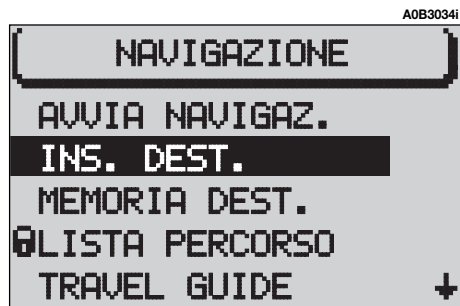 A0B3034i
NAVIGAZIONE
AVVIA NAVIGAZ.
INS. DEST.
MEMORIA DEST.
LISTA PERCORSO
TRAVEL GUIDE